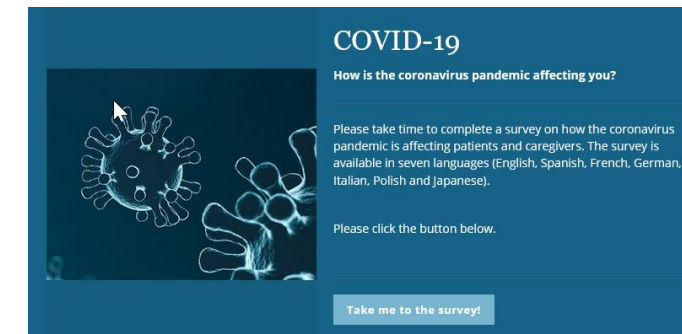 COVID-19
How is the coronavirus pandemic affecting you?
Please take time to complete a survey on how the coronavirus
pandemic is affecting patients and caregivers. The survey is
available in seven languages (English, Spanish, French, German,
Italian, Polish and Japanese).
Please click the button below.
Take me to the survey!